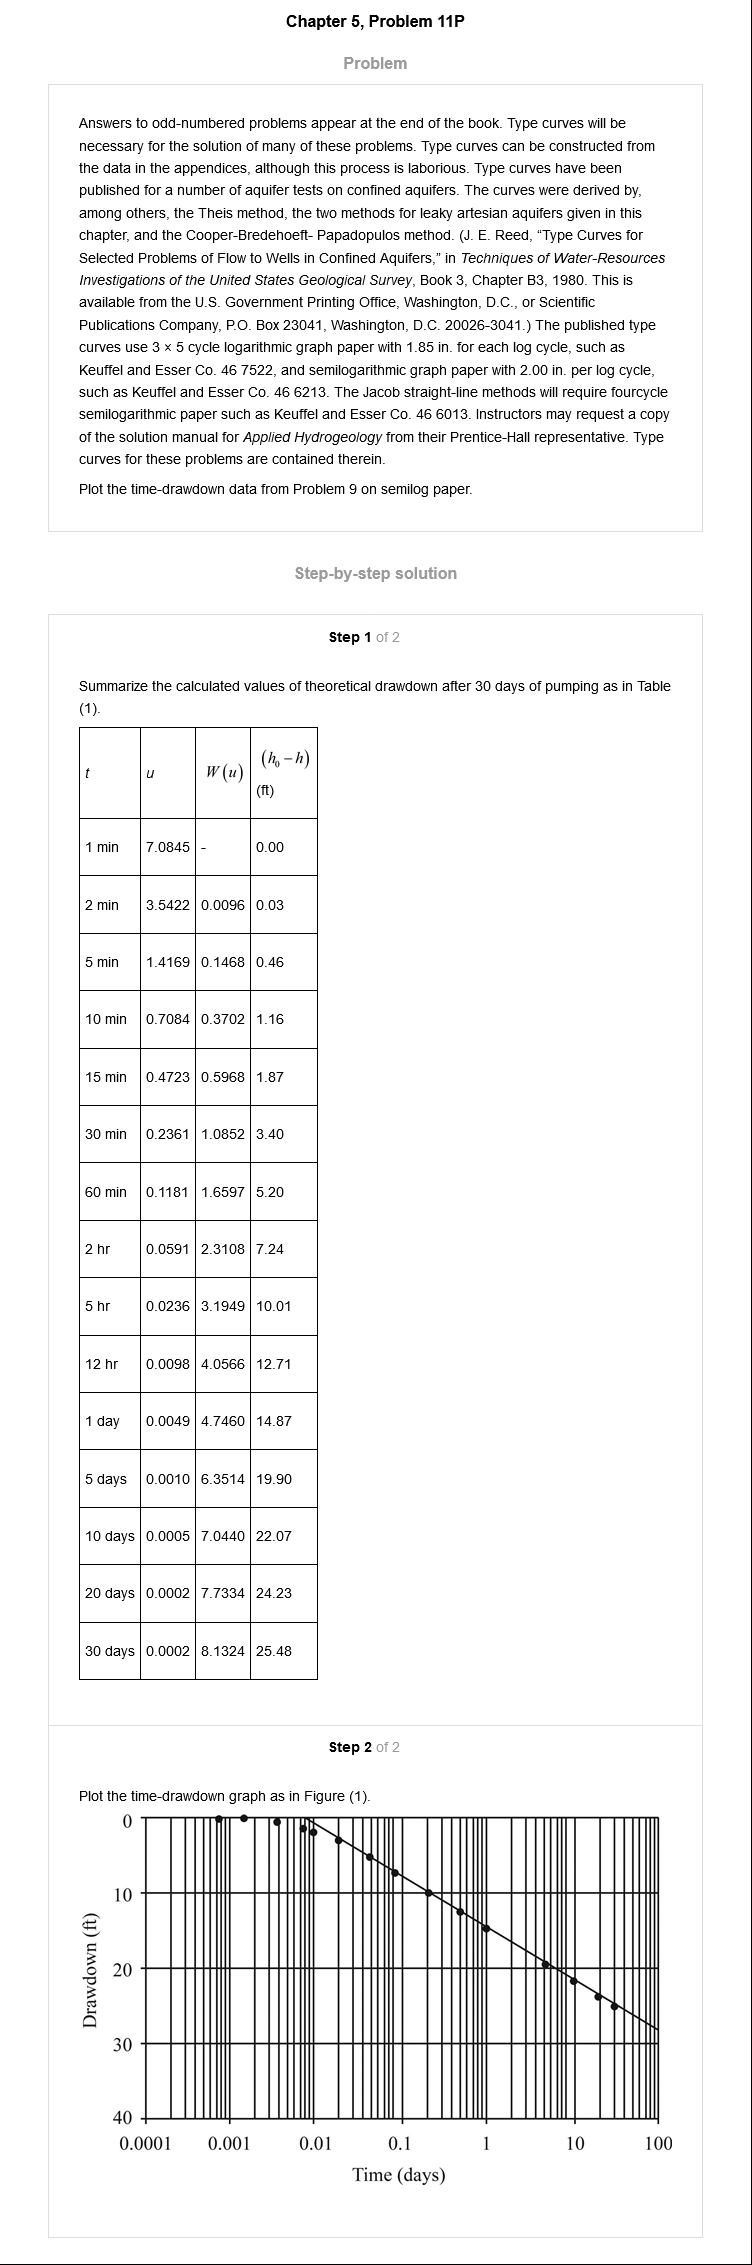 Chapter 5, Problem 11P
Problem
Answers to odd-numbered problems appear at the end of the book. Type curves will be
necessary for the solution of many of these problems. Type curves can be constructed from
the data in the appendices, although this process is laborious. Type curves have been
published for a number of aquifer tests on confined aquifers. The curves were derived by,
among others, the Theis method, the two methods for leaky artesian aquifers given in this
chapter, and the Cooper-Bredehoeft- Papadopulos method. (J. E. Reed, “Type Curves for
Selected Problems of Flow to Wells in Confined Aquifers,” in Techniques of Water-Resources
Investigations of the United States Geological Survey, Book 3, Chapter B3, 1980. This is
available from the U.S. Government Printing Office, Washington, D.C., or Scientific
Publications Company, P.O. Box 23041, Washington, D.C. 20026-3041.) The published type
curves use 3 × 5 cycle logarithmic graph paper with 1.85 in. for each log cycle, such as
Keuffel and Esser Co. 46 7522, and semilogarithmic graph paper with 2.00 in. per log cycle,
such as Keuffel and Esser Co. 46 6213. The Jacob straight-line methods will require fourcycle
semilogarithmic paper such as Keuffel and Esser Co. 46 6013. Instructors may request a copy
of the solution manual for Applied Hydrogeology from their Prentice-Hall representative. Type
curves for these problems are contained therein.
Plot the time-drawdown data from Problem 9 on semilog paper.
Step-by-step solution
Step 1 of 2
Summarize the calculated values of theoretical drawdown after 30 days of pumping as in Table
(1).
t u W(u) (h₀ – h) (ft)
1 min 7.0845 - 0.00
2 min 3.5422 0.0096 0.03
5 min 1.4169 0.1468 0.46
10 min 0.7084 0.3702 1.16
15 min 0.4723 0.5968 1.87
30 min 0.2361 1.0852 3.40
60 min 0.1181 1.6597 5.20
2 hr 0.0591 2.3108 7.24
5 hr 0.0236 3.1949 10.01
12 hr 0.0098 4.0566 12.71
1 day 0.0049 4.7460 14.87
5 days 0.0010 6.3514 19.90
10 days 0.0005 7.0440 22.07
20 days 0.0002 7.7334 24.23
30 days 0.0002 8.1324 25.48
Step 2 of 2
Plot the time-drawdown graph as in Figure (1).
0
10
20
30
40
Drawdown (ft)
0.0001 0.001 0.01 0.1 1 10 100
Time (days)